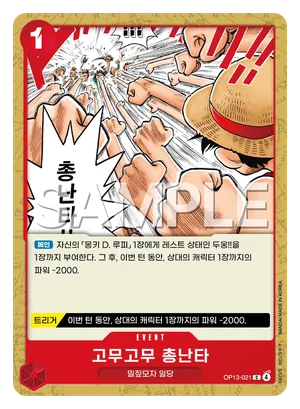 1
총난타!!
SAMPLE
메인 자신의 「몽키 D. 루피」 1장에게 레스트 상태인 두웅!!을
1장까지 부여한다. 그 후, 이번 턴 동안, 상대의 캐릭터 1장까지의
파워 -2000.
트리거 이번 턴 동안, 상대의 캐릭터 1장까지의 파워 -2000.
EVENT
고무고무 총난타
밀짚모자 일당
OP13-021
BANDAI MADE IN KOREA